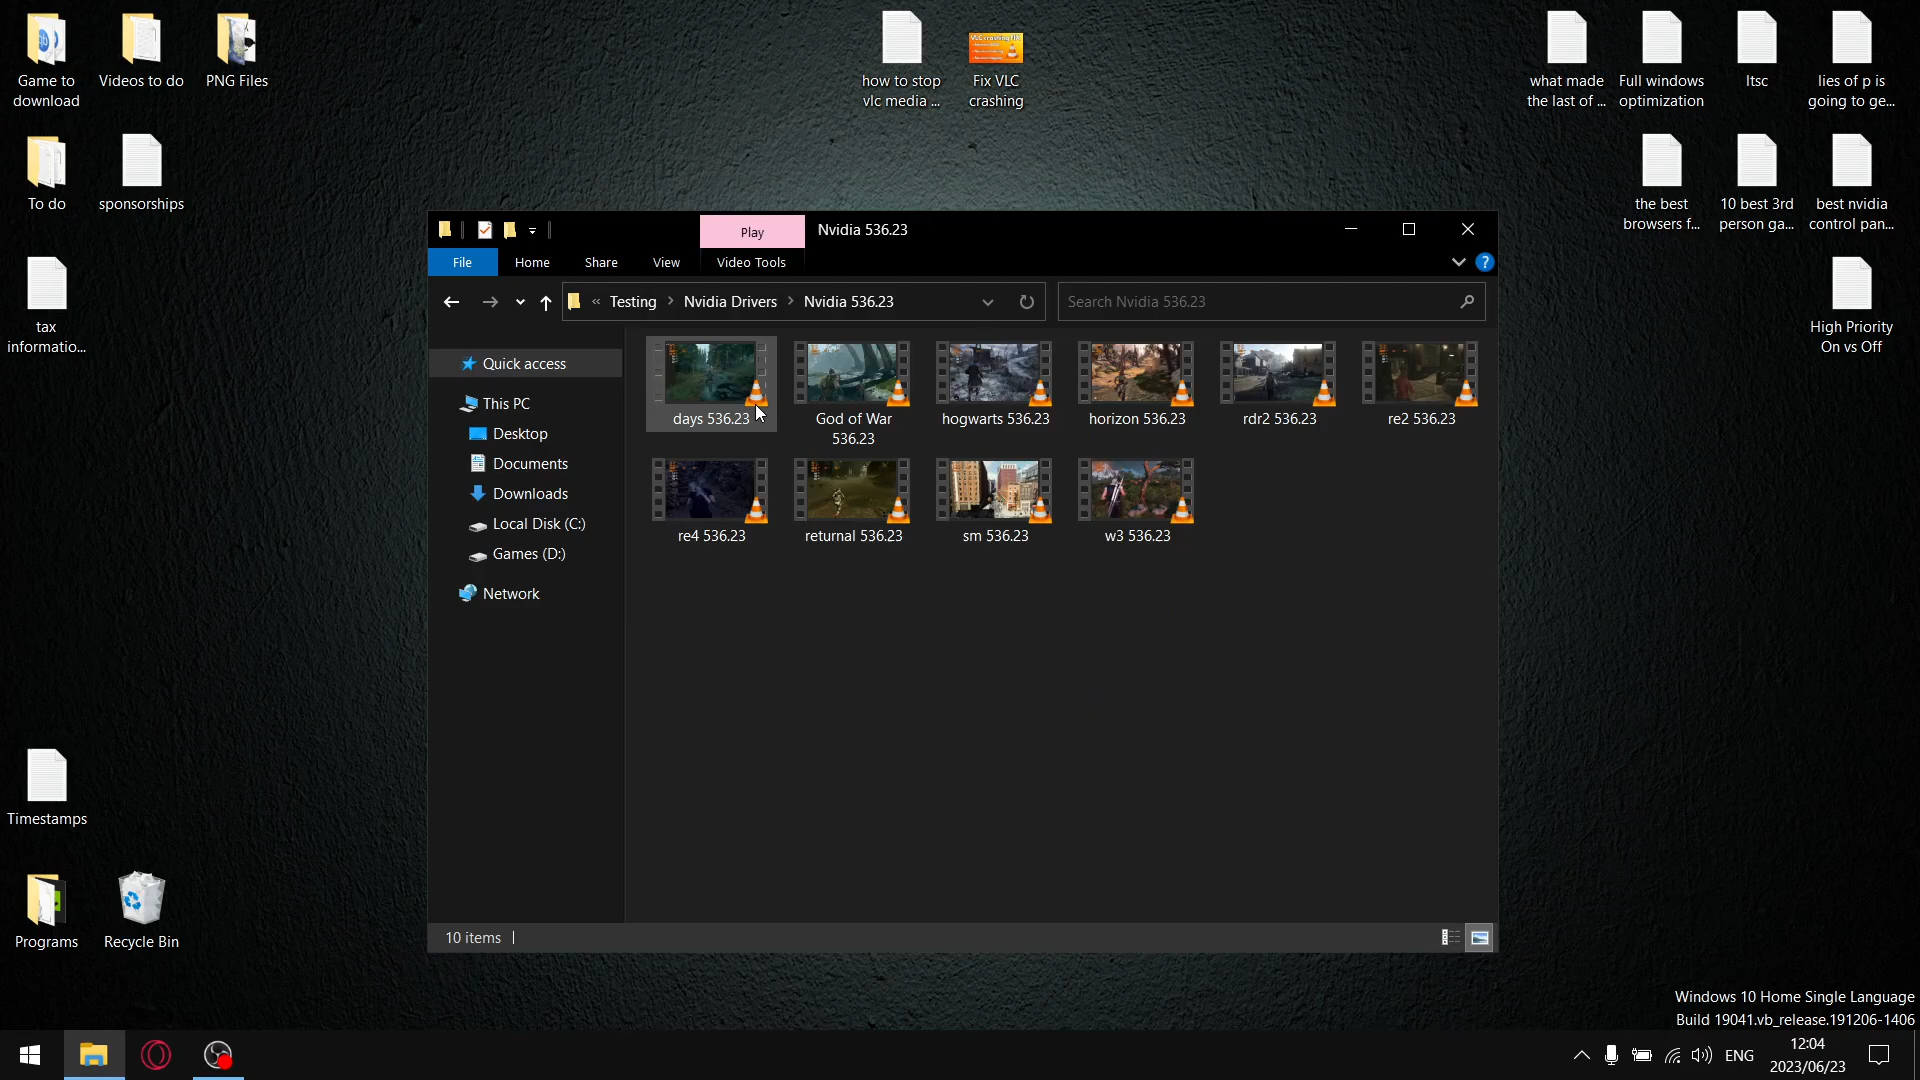 Game to
download
Videos to do
PNG Files
how to stop
vlc media ...
Fix VLC
crashing
what made
the last of ...
Full windows
optimization
ltsc
lies of p is
going to ge...
To do
sponsorships
the best
browsers f...
10 best 3rd
person ga...
best nvidia
control pan...
tax
informatio...
High Priority
On vs Off
Play
Nvidia 536.23
File
Home
Share
View
Video Tools
« Testing > Nvidia Drivers > Nvidia 536.23
Search Nvidia 536.23
Quick access
This PC
Desktop
Documents
Downloads
Local Disk (C:)
Games (D:)
Network
days 536.23
God of War
536.23
hogwarts 536.23
horizon 536.23
rdr2 536.23
re2 536.23
re4 536.23
returnal 536.23
sm 536.23
w3 536.23
10 items
Timestamps
Programs
Recycle Bin
Windows 10 Home Single Language
Build 19041.vb_release.191206-1406
ENG
12:04
2023/06/23